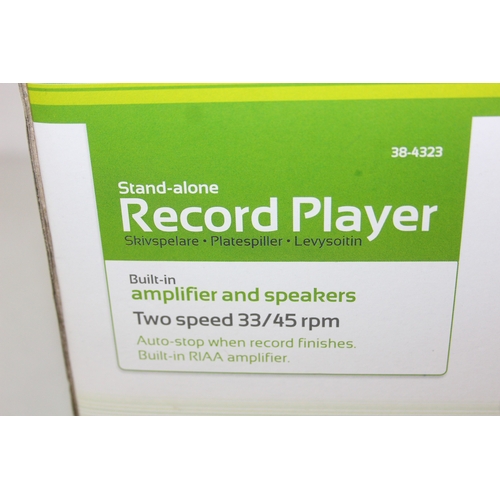 38-4323
Stand-alone
Record Player
Skivspelare • Platespiller • Levysoitin
Built-in
amplifier and speakers
Two speed 33/45 rpm
Auto-stop when record finishes.
Built-in RIAA amplifier.